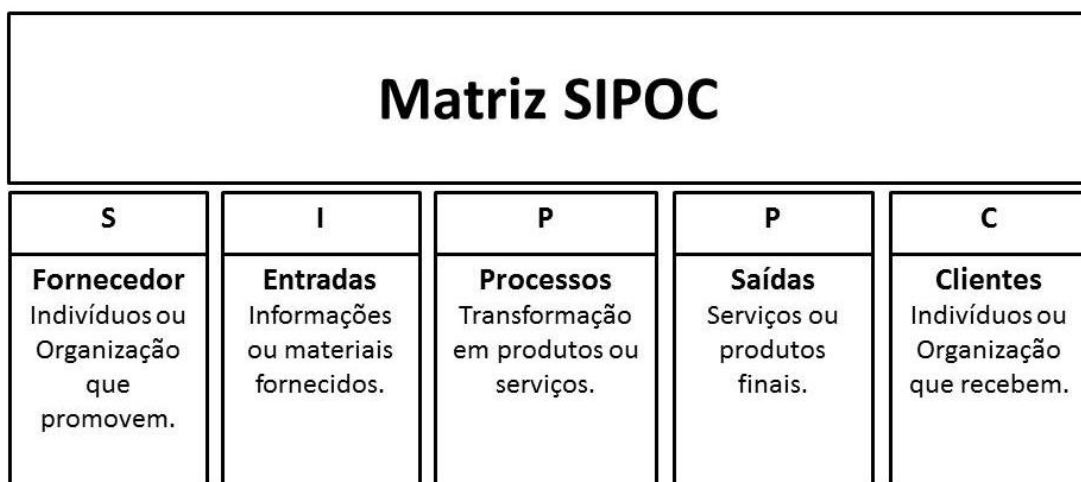 Matriz SIPOC
S
Fornecedor
Indivíduos ou
Organização
que
promovem.
I
Entradas
Informações
ou materiais
fornecidos.
P
Processos
Transformação
em produtos ou
serviços.
P
Saídas
Serviços ou
produtos
finais.
C
Clientes
Indivíduos ou
Organização
que recebem.